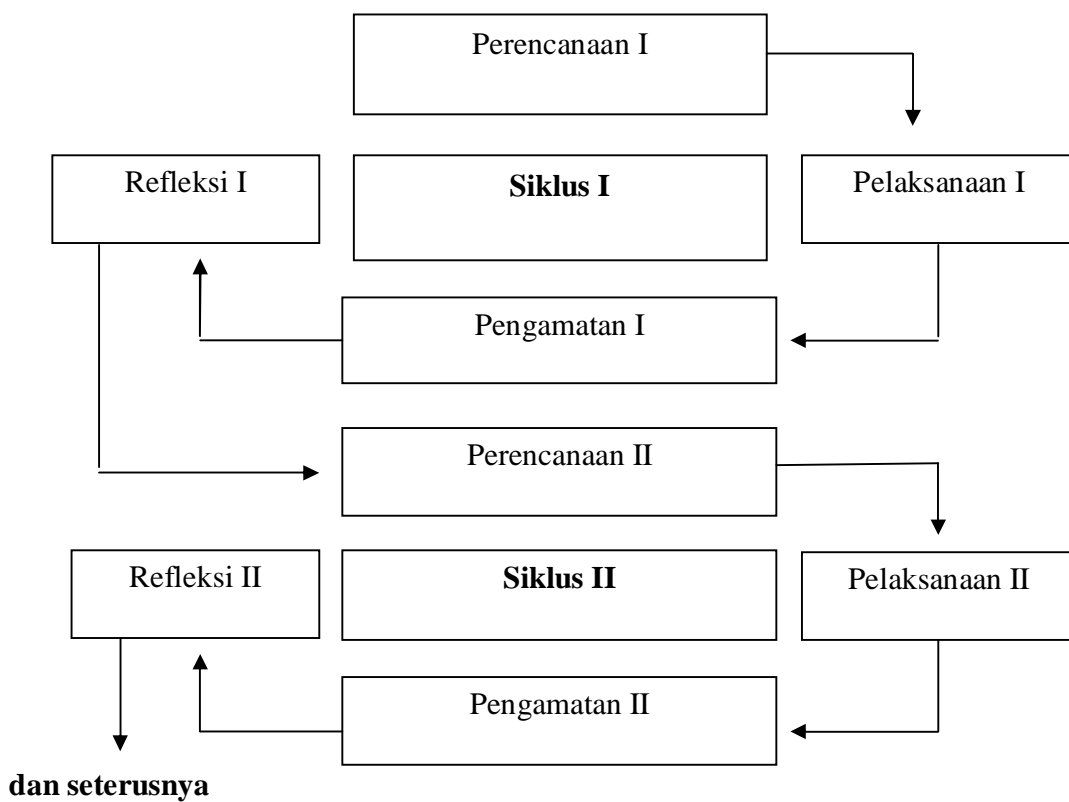 Perencanaan I
Refleksi I
Siklus I
Pelaksanaan I
Pengamatan I
Perencanaan II
Refleksi II
Siklus II
Pelaksanaan II
Pengamatan II
dan seterusnya